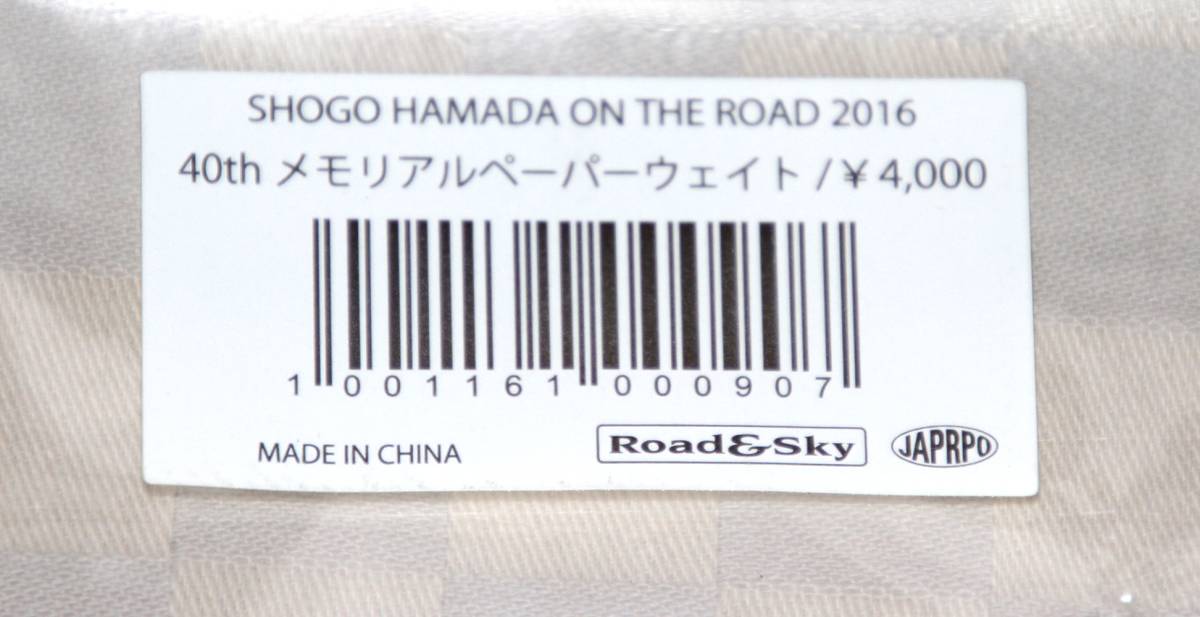 SHOGO HAMADA ON THE ROAD 2016
40th メモリアルペーパーウェイト / ¥ 4,000
1 001161 000907
MADE IN CHINA Road&Sky JAPRPO